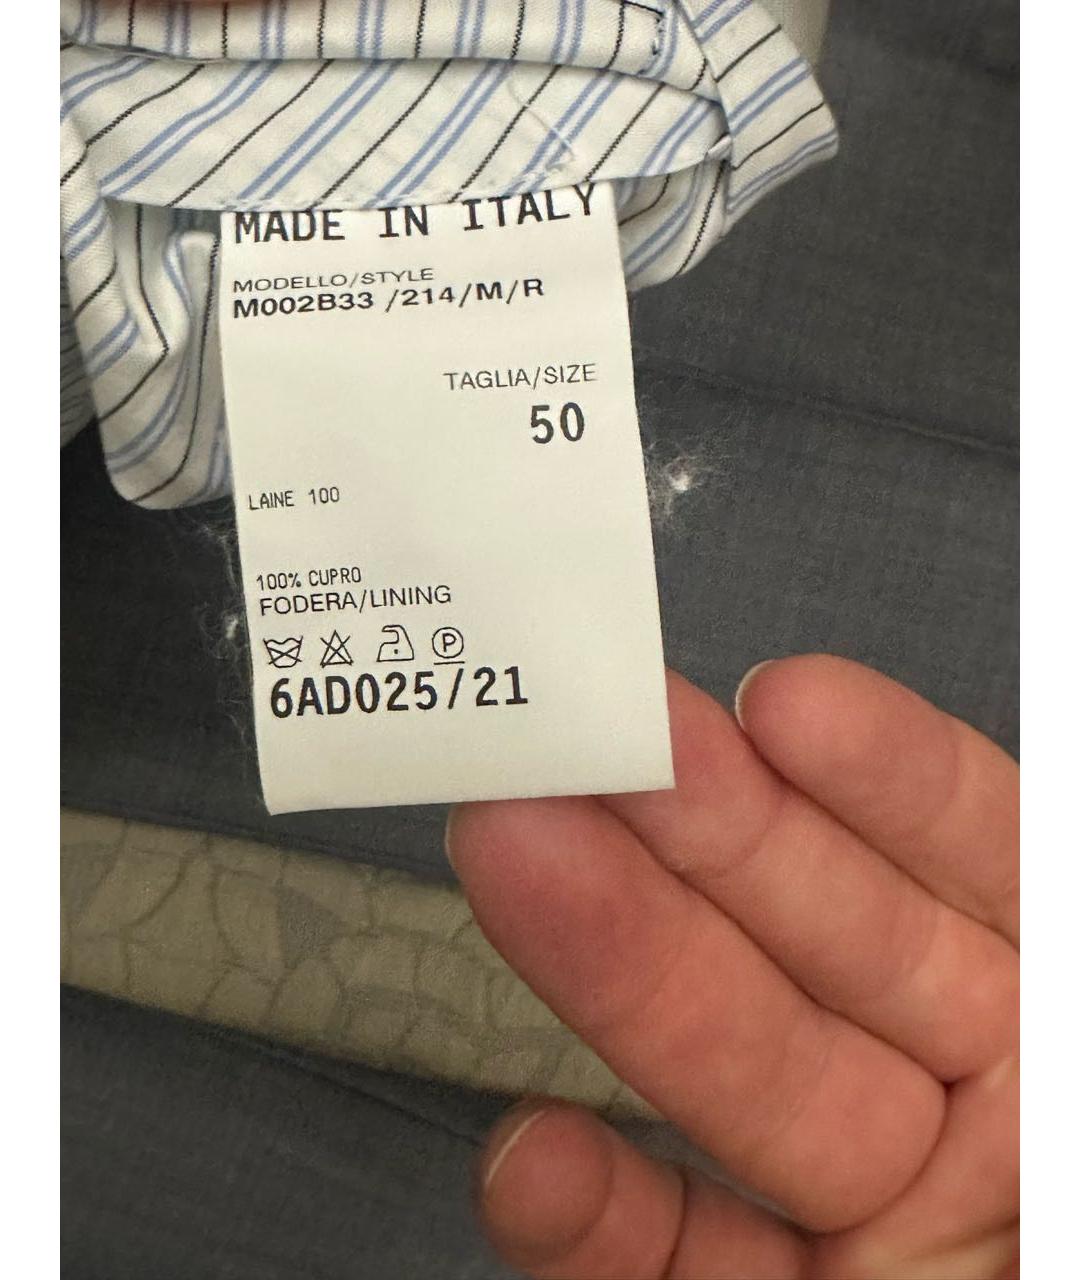 MADE IN ITALY
MODELLO/STYLE
M002B33 /214/M/R
TAGLIA/SIZE
50
LAINE 100
100% CUPRO
FODERA/LINING
P
6AD025/21